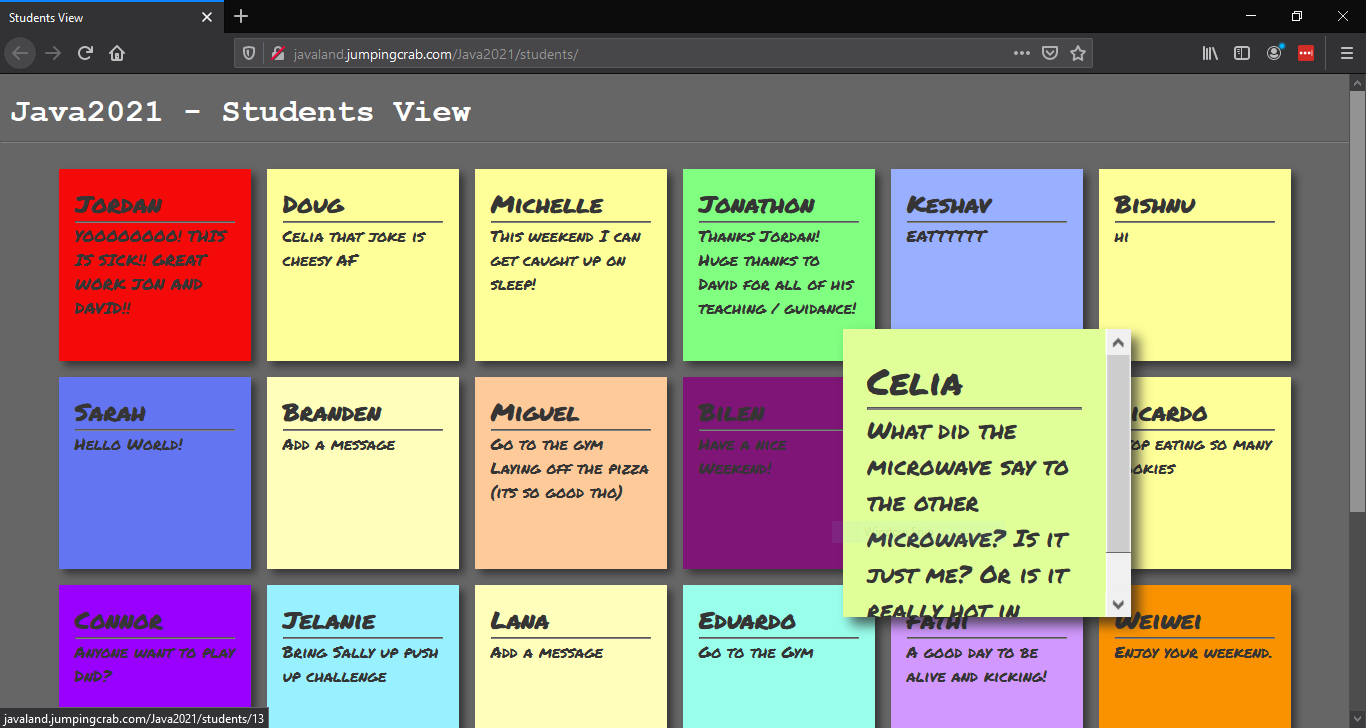 Students View
javaland.jumpingcrab.com/Java2021/students/
Java2021 - Students View
Jordan
YOOOOOOOO! THIS
IS SICK!! GREAT
WORK JON AND
DAVID!!
Doug
Celia that joke is
cheesy AF
Michelle
This weekend I can
get caught up on
sleep!
Jonathon
Thanks Jordan!
Huge thanks to
David for all of his
teaching / guidance!
Keshav
EATTTTTT
Bishnu
hi
Sarah
Hello World!
Branden
Add a message
Miguel
Go to the gym
Laying off the pizza
(its so good tho)
Bilen
Have a nice
Weekend!
Celia
What did the
microwave say to
the other
microwave? Is it
just me? Or is it
really hot in
eating so many
Connor
Anyone want to play
DnD?
Jelanie
Bring Sally up push
up challenge
Lana
Add a message
Eduardo
Go to the Gym
Fathi
A good day to be
alive and kicking!
Weiwei
Enjoy your weekend.
javaland.jumpingcrab.com/Java2021/students/13